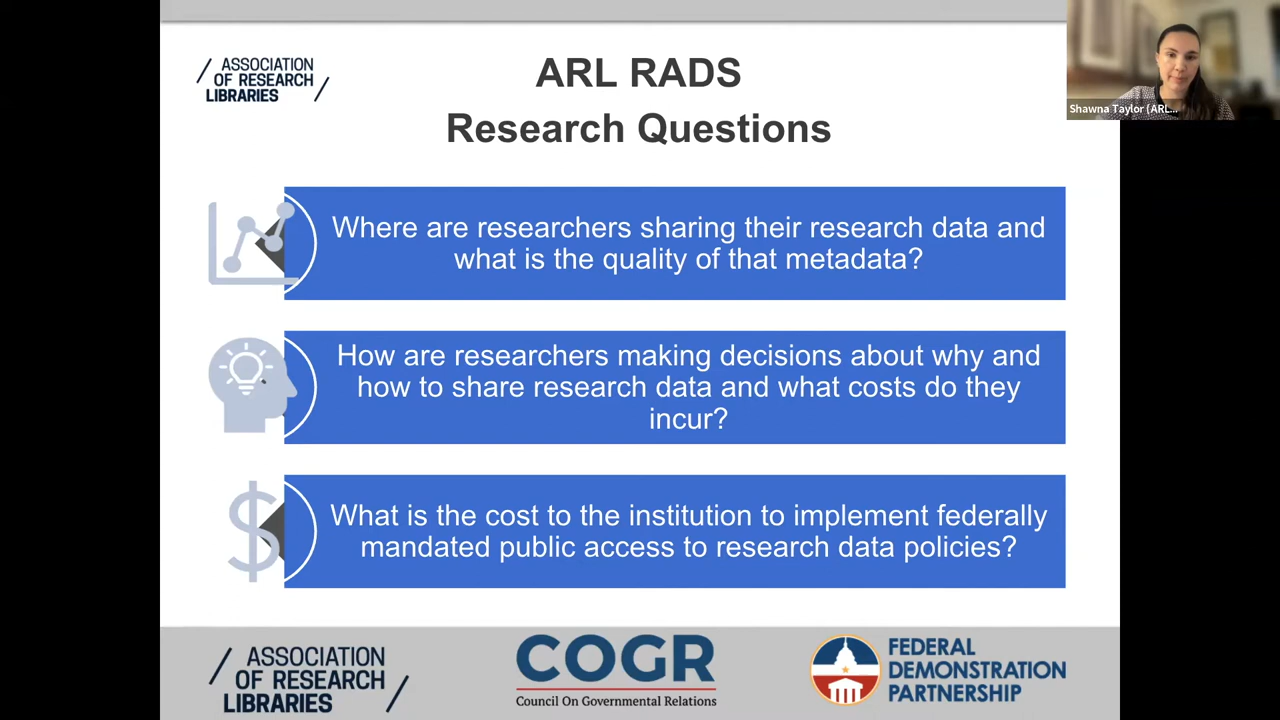 ASSOCIATION
OF RESEARCH
LIBRARIES
ARL RADS
Research Questions
Shawna Taylor (ARL...
Where are researchers sharing their research data and
what is the quality of that metadata?
How are researchers making decisions about why and
how to share research data and what costs do they
incur?
$
What is the cost to the institution to implement federally
mandated public access to research data policies?
ASSOCIATION
OF RESEARCH
LIBRARIES
COGR
Council On Governmental Relations
FEDERAL
DEMONSTRATION
PARTNERSHIP